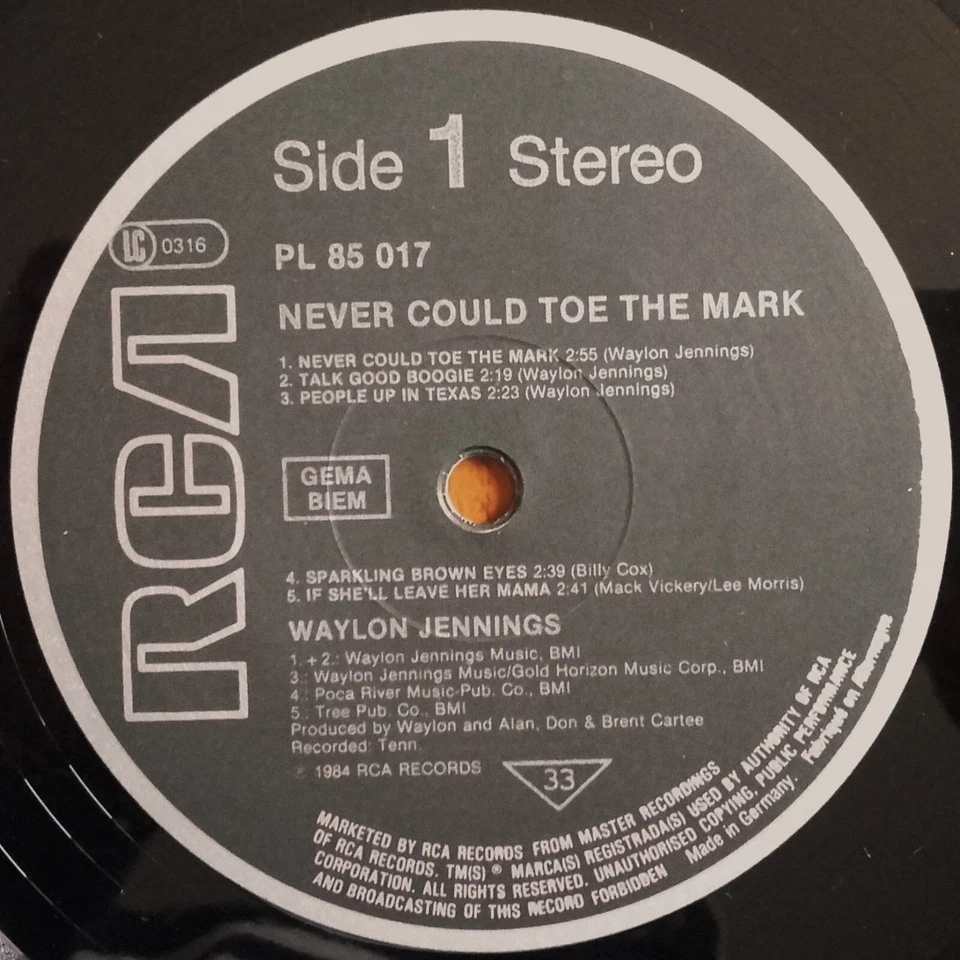 Side 1 Stereo
LC 0316
PL 85 017
RCA
NEVER COULD TOE THE MARK
1. NEVER COULD TOE THE MARK 2:55 (Waylon Jennings)
2. TALK GOOD BOOGIE 2:19 (Waylon Jennings)
3. PEOPLE UP IN TEXAS 2:23 (Waylon Jennings)
GEMA
BIEM
4. SPARKLING BROWN EYES 2:39 (Billy Cox)
5. IF SHE'LL LEAVE HER MAMA 2:41 (Mack Vickery/Lee Morris)
WAYLON JENNINGS
1. + 2.: Waylon Jennings Music, BMI
3.: Waylon Jennings Music/Gold Horizon Music Corp., BMI
4.: Poca River Music Pub. Co., BMI
5.: Tree Pub. Co., BMI
Produced by Waylon and Alan, Don & Brent Cartee
Recorded: Tenn.
℗ 1984 RCA RECORDS
33
MARKETED BY RCA RECORDS FROM MASTER RECORDINGS
OF RCA RECORDS. TM(S) ® MARCA(S) REGISTRADA(S) USED BY AUTHORITY OF RCA
CORPORATION. ALL RIGHTS RESERVED. UNAUTHORISED COPYING, PUBLIC PERFORMANCE
AND BROADCASTING OF THIS RECORD FORBIDDEN Made in Germany. Fabriqué en Allemagne